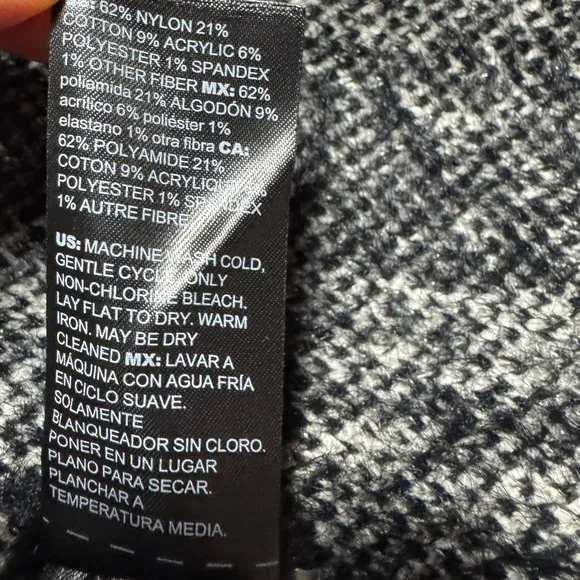 62% NYLON 21%
COTTON 9% ACRYLIC 6%
POLYESTER 1% SPANDEX
1% OTHER FIBER MX: 62%
poliamida 21% ALGODÓN 9%
acrílico 6% poliéster 1%
elastano 1% otra fibra CA:
62% POLYAMIDE 21%
COTON 9%
POLYESTER 1% SPANDEX
1% AUTRE FIBRE
US: MACHINE WASH COLD,
GENTLE CYCLE ONLY
NON-CHLORINE BLEACH.
LAY FLAT TO DRY. WARM
IRON. MAY BE DRY
CLEANED MX: LAVAR A
MÁQUINA CON AGUA FRÍA
EN CICLO SUAVE.
SOLAMENTE
BLANQUEADOR SIN CLORO.
PONER EN UN LUGAR
PLANO PARA SECAR.
PLANCHAR A
TEMPERATURA MEDIA.